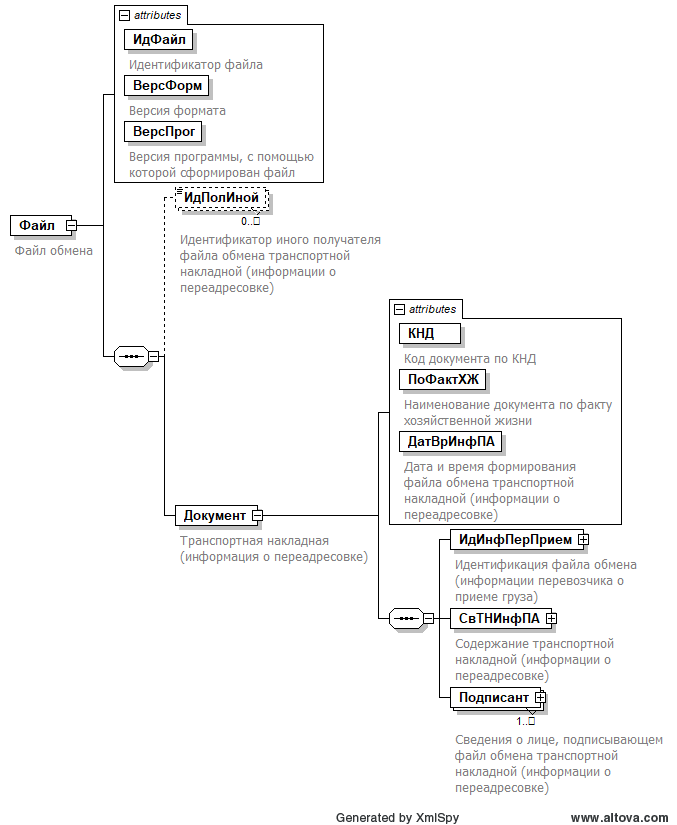 attributes
ИдФайл
Идентификатор файла
ВерсФорм
Версия формата
ВерсПрог
Версия программы, с помощью
которой сформирован файл
Файл
Файл обмена
ИдПолИной
0..□
Идентификатор иного получателя
файла обмена транспортной
накладной (информации о
переадресовке)
attributes
КНД
Код документа по КНД
ПоФактХЖ
Наименование документа по факту
хозяйственной жизни
ДатВрИнфПА
Дата и время формирования
файла обмена транспортной
накладной (информации о
переадресовке)
Документ
Транспортная накладная
(информация о переадресовке)
ИдИнфПерПрием
Идентификация файла обмена
(информации перевозчика о
приеме груза)
СвТНИнфПА
Содержание транспортной
накладной (информации о
переадресовке)
Подписант
1..□
Сведения о лице, подписывающем
файл обмена транспортной
накладной (информации о
переадресовке)
Generated by XmlSpy
www.altova.com